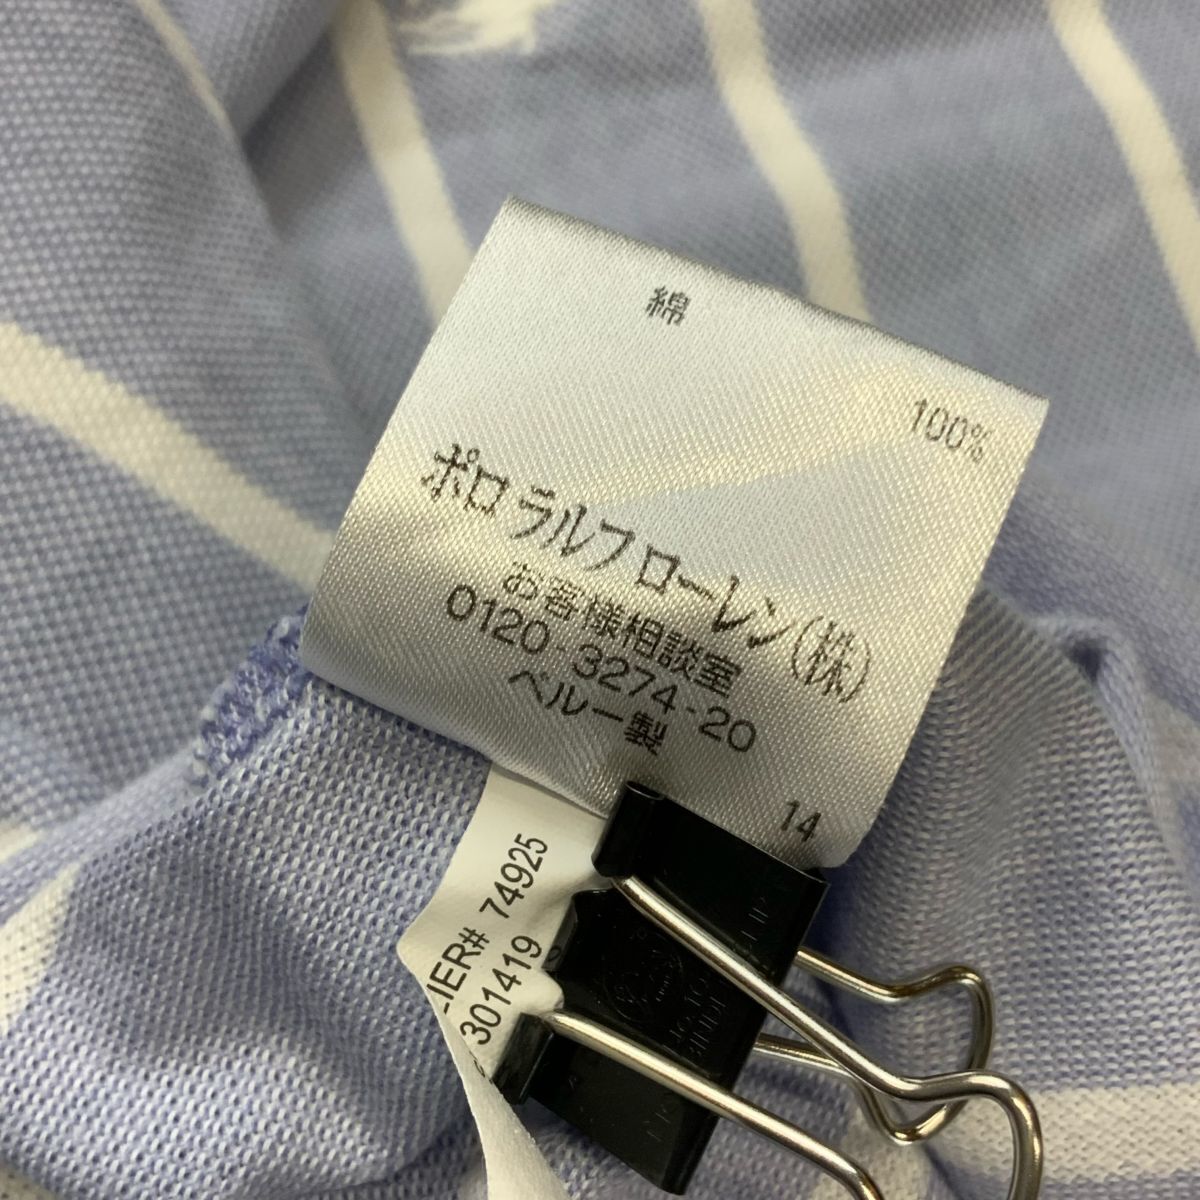 綿
100%
ポロ ラルフ ローレン(株)
お客様相談室
0120-3274-20
ペルー製
14
LIER# 74925
301419